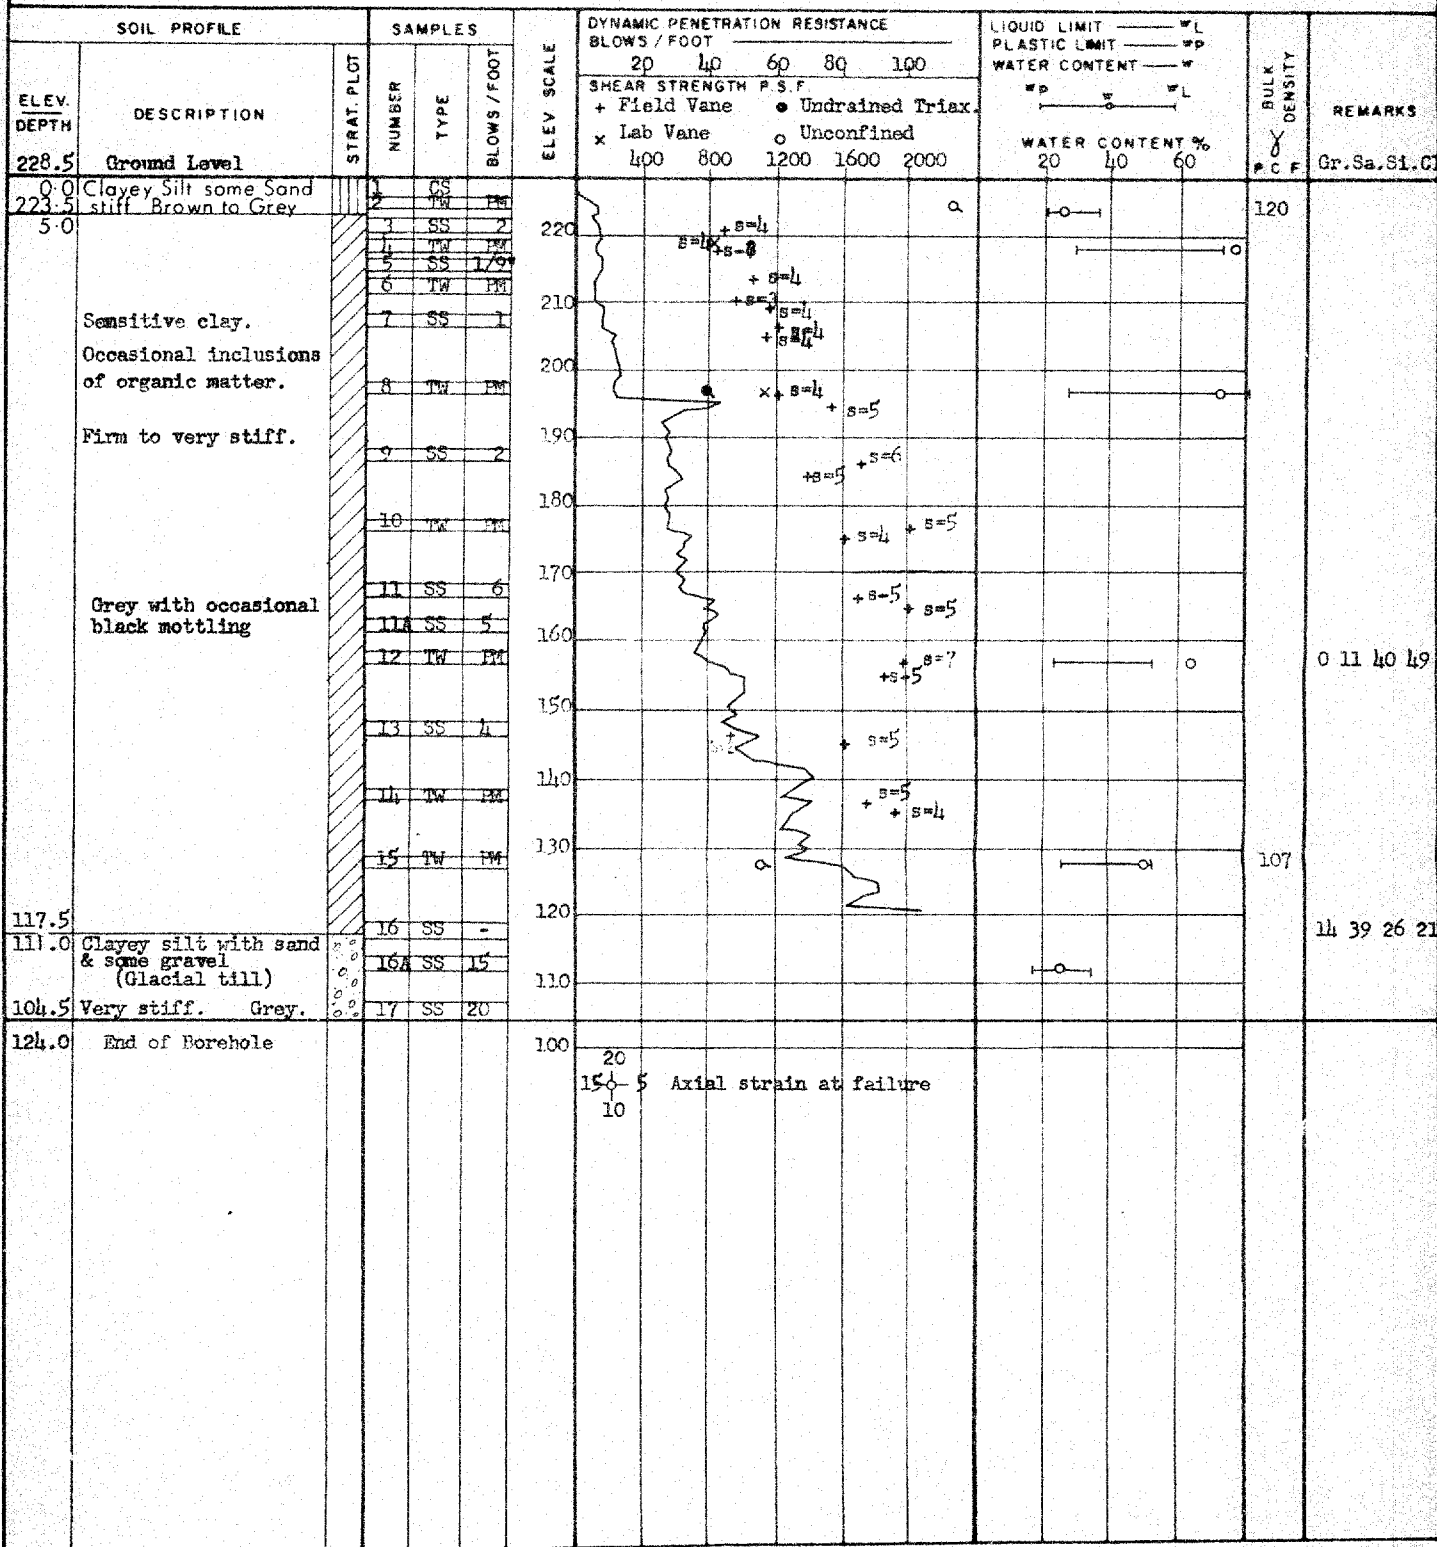 SOIL PROFILE
SAMPLES
ELEV. DEPTH
DESCRIPTION
STRAT. PLOT
NUMBER
TYPE
BLOWS / FOOT
ELEV SCALE
DYNAMIC PENETRATION RESISTANCE
BLOWS / FOOT
20 40 60 80 100
SHEAR STRENGTH P.S.F.
+ Field Vane ● Undrained Triax.
x Lab Vane o Unconfined
400 800 1200 1600 2000
LIQUID LIMIT wL
PLASTIC LIMIT wP
WATER CONTENT w
wP w wL
WATER CONTENT %
20 40 60
BULK DENSITY
γ
P.C.F
REMARKS
Gr.Sa.Si.Cl
228.5 Ground Level
0.0 Clayey Silt some Sand
223.5 stiff Brown to Grey
5.0
Sensitive clay.
Occasional inclusions
of organic matter.
Firm to very stiff.
Grey with occasional
black mottling
117.5
111.0 Clayey silt with sand
& some gravel
(Glacial till)
104.5 Very stiff. Grey.
124.0 End of Borehole
1 CS
2 TW PM
3 SS 2
4 TW PM
5 SS 1/9"
6 TW PM
7 SS 1
8 TW PM
9 SS 2
10 TW PM
11 SS 6
11A SS 5
12 TW PM
13 SS 4
14 TW PM
15 TW PM
16 SS -
16A SS 15
17 SS 20
220
210
200
190
180
170
160
150
140
130
120
110
100
s=4
s=4
s=4
s=3
s=4
s=4
s=4
s=4
s=5
s=6
s=5
s=5
s=4
s=5
s=5
s=7
s=5
s=5
s=5
s=4
120
107
0 11 40 49
14 39 26 21
20
15 5 Axial strain at failure
10